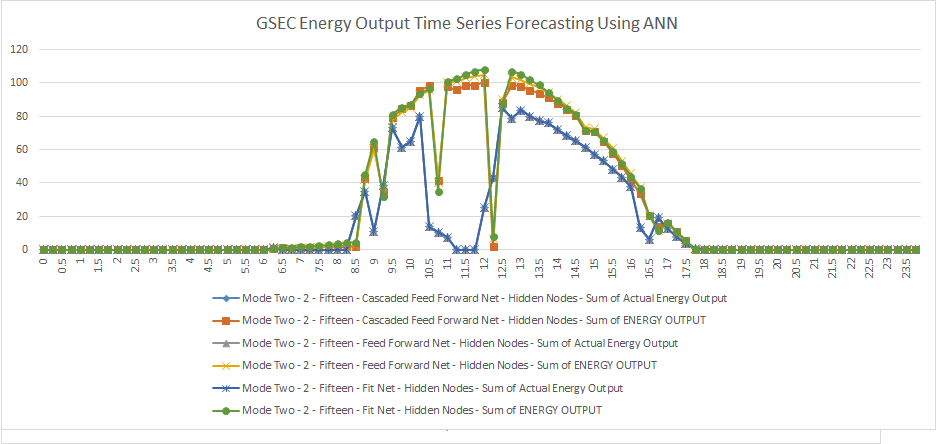 GSEC Energy Output Time Series Forecasting Using ANN
120
100
80
60
40
20
0
0 0.5 1 1.5 2 2.5 3 3.5 4 4.5 5 5.5 6 6.5 7 7.5 8 8.5 9 9.5 10 10.5 11 11.5 12 12.5 13 13.5 14 14.5 15 15.5 16 16.5 17 17.5 18 18.5 19 19.5 20 20.5 21 21.5 22 22.5 23 23.5
Mode Two - 2 - Fifteen - Cascaded Feed Forward Net - Hidden Nodes - Sum of Actual Energy Output
Mode Two - 2 - Fifteen - Cascaded Feed Forward Net - Hidden Nodes - Sum of ENERGY OUTPUT
Mode Two - 2 - Fifteen - Feed Forward Net - Hidden Nodes - Sum of Actual Energy Output
Mode Two - 2 - Fifteen - Feed Forward Net - Hidden Nodes - Sum of ENERGY OUTPUT
Mode Two - 2 - Fifteen - Fit Net - Hidden Nodes - Sum of Actual Energy Output
Mode Two - 2 - Fifteen - Fit Net - Hidden Nodes - Sum of ENERGY OUTPUT